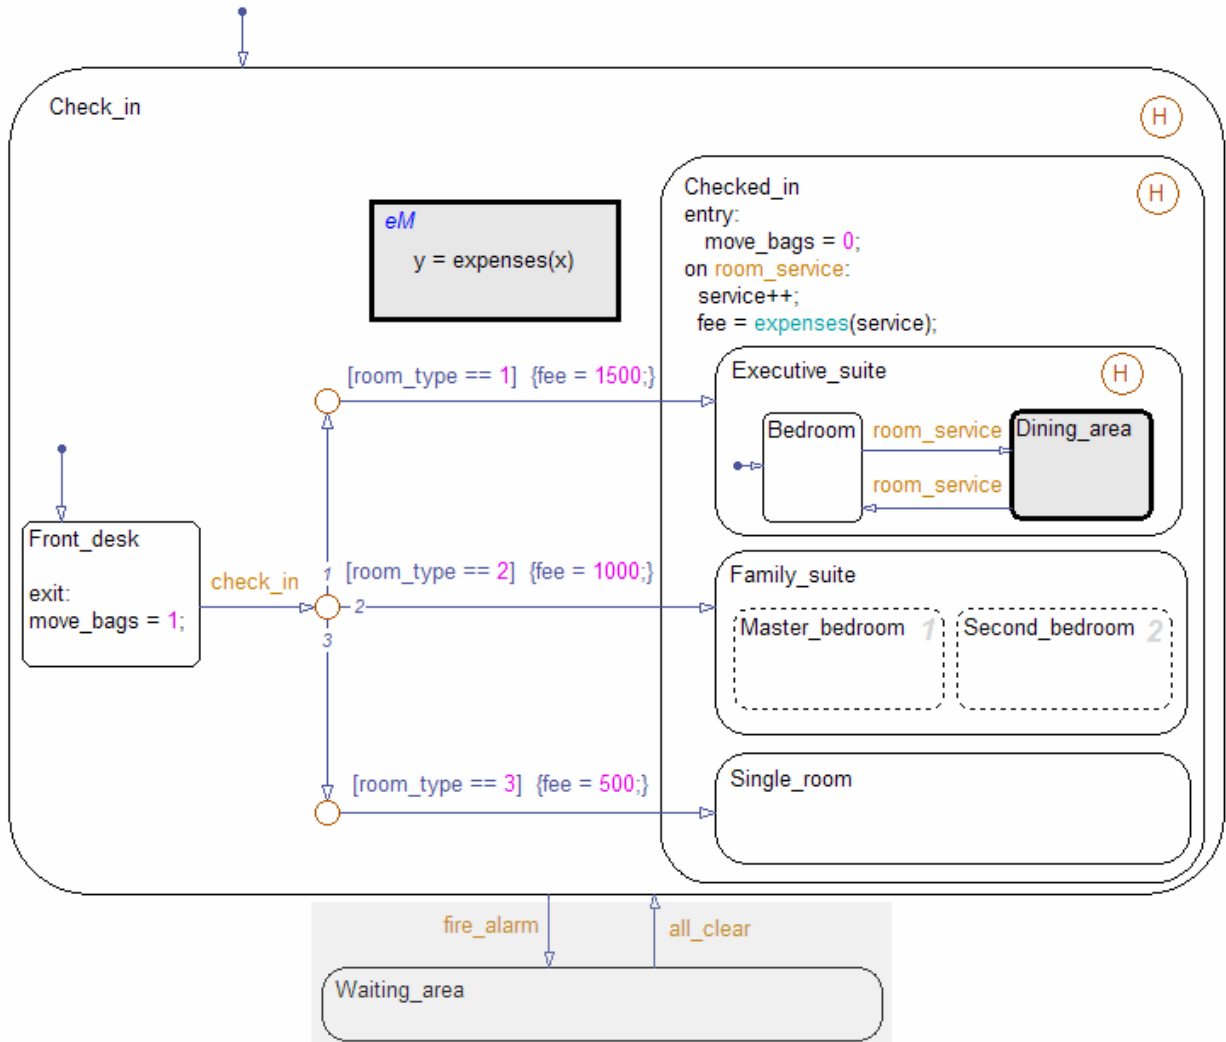 Check_in
H
Checked_in
H
entry:
move_bags = 0;
on room_service:
service++;
fee = expenses(service);
eM
y = expenses(x)
[room_type == 1] {fee = 1500;}
Executive_suite
H
Bedroom
room_service
Dining_area
room_service
Front_desk
exit:
move_bags = 1;
check_in
1
2
3
[room_type == 2] {fee = 1000;}
Family_suite
Master_bedroom 1
Second_bedroom 2
[room_type == 3] {fee = 500;}
Single_room
fire_alarm
all_clear
Waiting_area